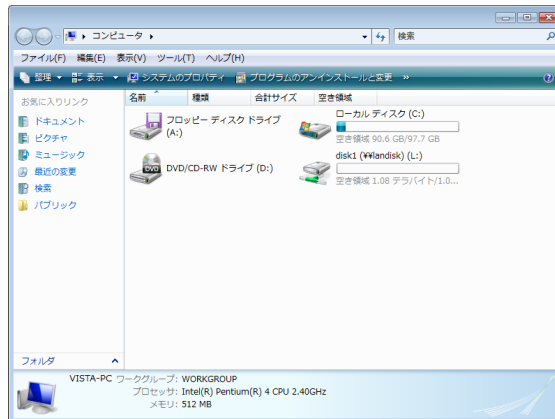 コンピュータ
検索
ファイル(F) 編集(E) 表示(V) ツール(T) ヘルプ(H)
整理 表示 システムのプロパティ プログラムのアンインストールと変更 »
お気に入りリンク
ドキュメント
ピクチャ
ミュージック
最近の変更
検索
パブリック
フォルダ
名前 種類 合計サイズ 空き領域
フロッピー ディスク ドライブ
(A:)
ローカル ディスク (C:)
空き領域 90.6 GB/97.7 GB
DVD/CD-RW ドライブ (D:)
disk1 (¥¥landisk) (L:)
空き領域 1.08 テラバイト/1.0...
VISTA-PC ワークグループ: WORKGROUP
プロセッサ: Intel(R) Pentium(R) 4 CPU 2.40GHz
メモリ: 512 MB